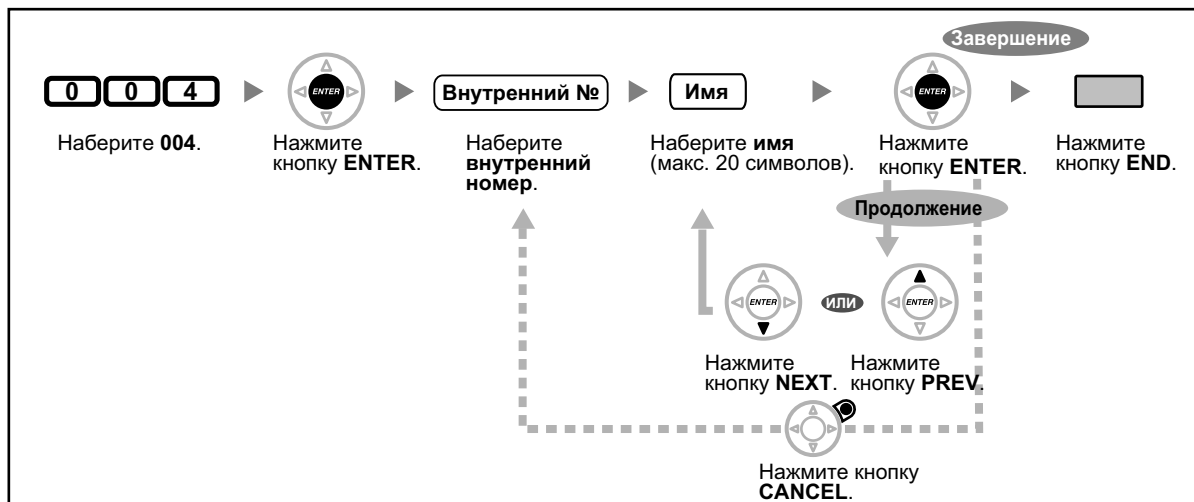 Завершение
0 0 4
ENTER
Внутренний №
Имя
ENTER
Наберите 004.
Нажмите
кнопку ENTER.
Наберите
внутренний
номер.
Наберите имя
(макс. 20 символов).
Нажмите
кнопку ENTER.
Нажмите
кнопку END.
Продолжение
ENTER
ИЛИ
ENTER
Нажмите
кнопку NEXT.
Нажмите
кнопку PREV.
Нажмите кнопку
CANCEL.